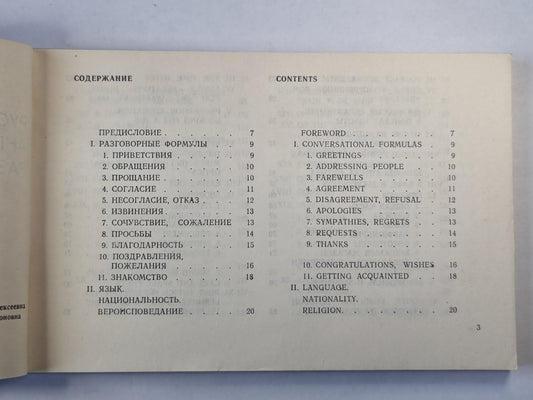 СОДЕРЖАНИЕ
ПРЕДИСЛОВИЕ . . . . . . 7
I. РАЗГОВОРНЫЕ ФОРМУЛЫ . . . 9
1. ПРИВЕТСТВИЯ . . . . . 9
2. ОБРАЩЕНИЯ . . . . . 10
3. ПРОЩАНИЕ . . . . . 10
4. СОГЛАСИЕ . . . . . 11
5. НЕСОГЛАСИЕ, ОТКАЗ . . . . 12
6. ИЗВИНЕНИЯ . . . . . 13
7. СОЧУВСТВИЕ, СОЖАЛЕНИЕ . 13
8. ПРОСЬБЫ . . . . . 14
9. БЛАГОДАРНОСТЬ . . . . 15
10. ПОЗДРАВЛЕНИЯ,
ПОЖЕЛАНИЯ . . . . . 16
11. ЗНАКОМСТВО . . . . . 18
II. ЯЗЫК.
НАЦИОНАЛЬНОСТЬ.
ВЕРОИСПОВЕДАНИЕ . . . . . 20
CONTENTS
FOREWORD . . . . . . . 7
I. CONVERSATIONAL FORMULAS . 9
1. GREETINGS . . . . . . 9
2. ADDRESSING PEOPLE . . . 10
3. FAREWELLS . . . . . . 10
4. AGREEMENT . . . . . . 11
5. DISAGREEMENT, REFUSAL . . 12
6. APOLOGIES . . . . . . 13
7. SYMPATHIES, REGRETS . . . 13
8. REQUESTS . . . . . . 14
9. THANKS . . . . . . 15
10. CONGRATULATIONS, WISHES . 16
11. GETTING ACQUAINTED . . . 18
II. LANGUAGE.
NATIONALITY.
RELIGION. . . . . . . . 20
3